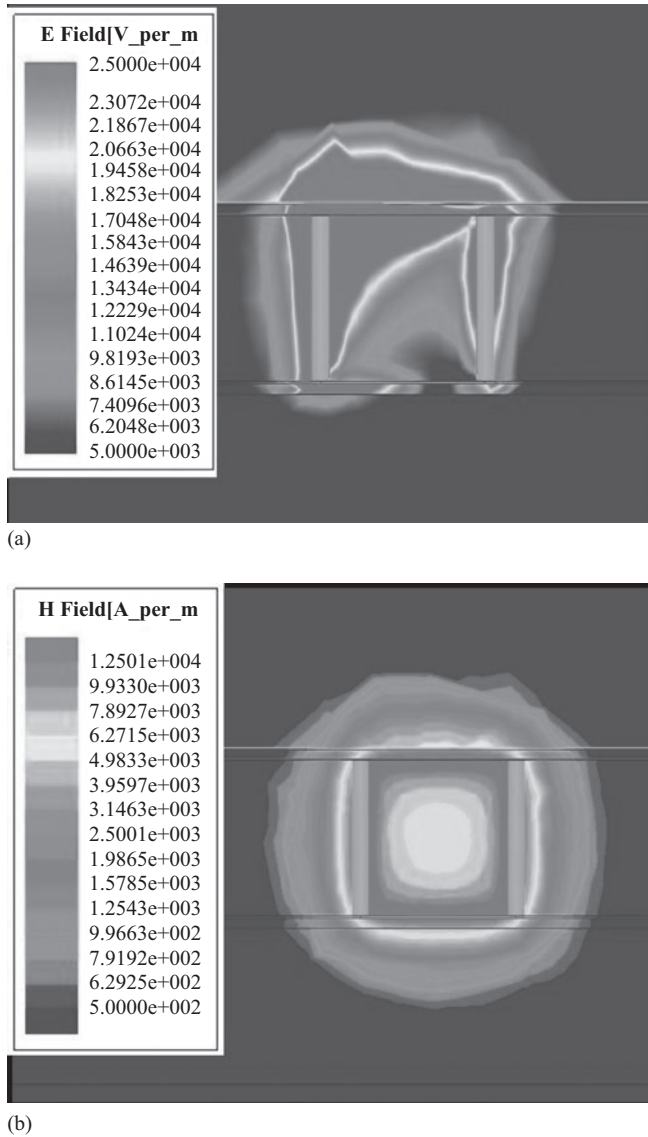 E Field[V_per_m
2.5000e+004
2.3072e+004
2.1867e+004
2.0663e+004
1.9458e+004
1.8253e+004
1.7048e+004
1.5843e+004
1.4639e+004
1.3434e+004
1.2229e+004
1.1024e+004
9.8193e+003
8.6145e+003
7.4096e+003
6.2048e+003
5.0000e+003
(a)
H Field[A_per_m
1.2501e+004
9.9330e+003
7.8927e+003
6.2715e+003
4.9833e+003
3.9597e+003
3.1463e+003
2.5001e+003
1.9865e+003
1.5785e+003
1.2543e+003
9.9663e+002
7.9192e+002
6.2925e+002
5.0000e+002
(b)